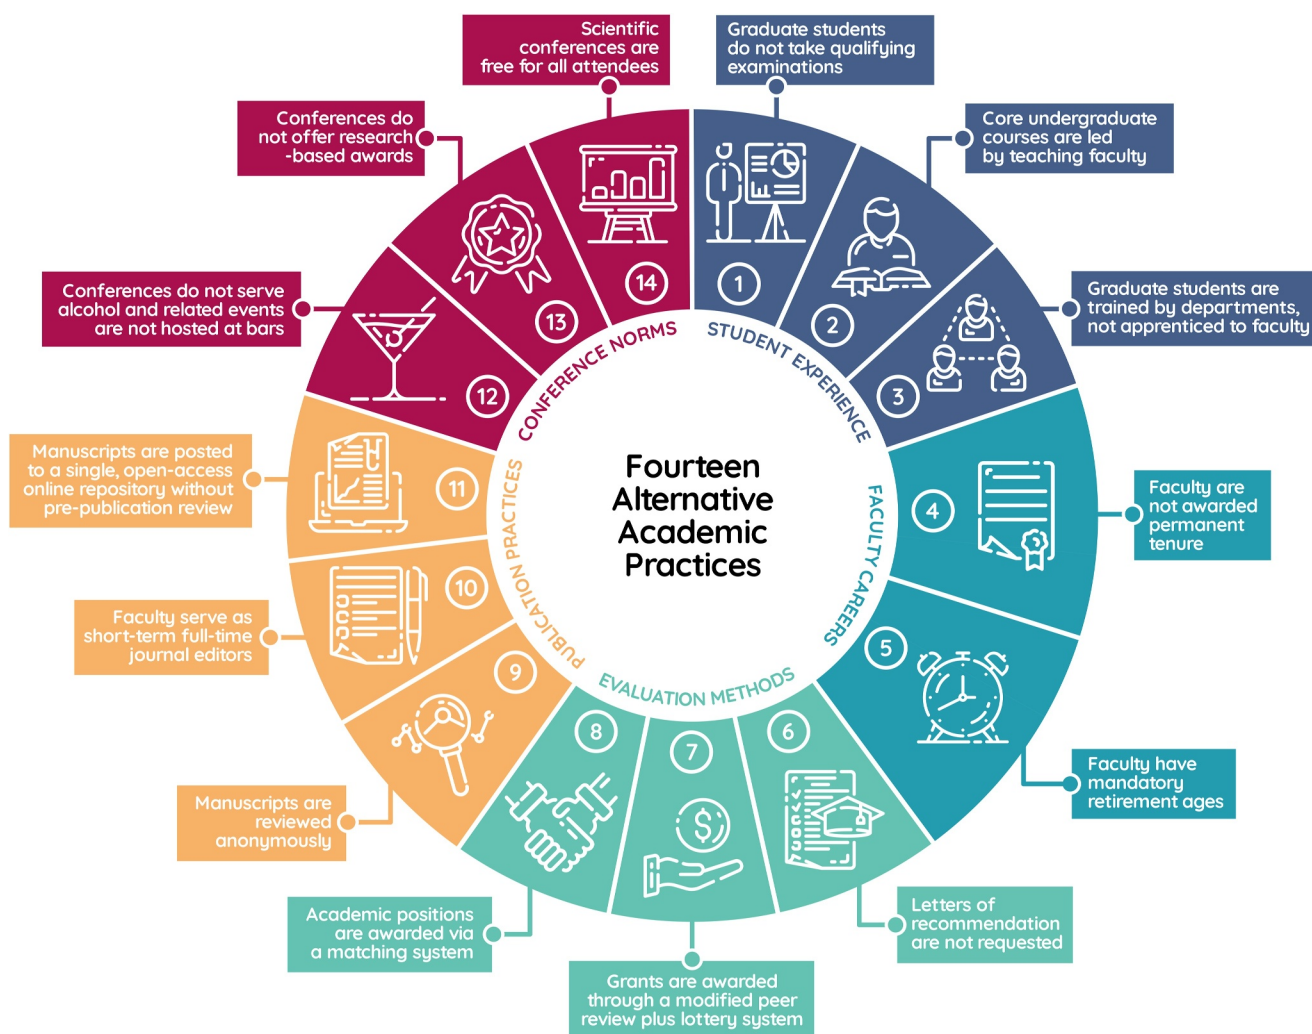 Fourteen
Alternative
Academic
Practices
STUDENT EXPERIENCE
1
Graduate students
do not take qualifying
examinations
2
Core undergraduate
courses are led
by teaching faculty
3
Graduate students are
trained by departments,
not apprenticed to faculty
FACULTY CAREERS
4
Faculty are
not awarded
permanent
tenure
5
Faculty have
mandatory
retirement ages
EVALUATION METHODS
6
Letters of
recommendation
are not requested
7
Grants are awarded
through a modified peer
review plus lottery system
8
Academic positions
are awarded via
a matching system
PUBLICATION PRACTICES
9
Manuscripts are
reviewed
anonymously
10
Faculty serve as
short-term full-time
journal editors
11
Manuscripts are posted
to a single, open-access
online repository without
pre-publication review
CONFERENCE NORMS
12
Conferences do not serve
alcohol and related events
are not hosted at bars
13
Conferences do
not offer research
-based awards
14
Scientific
conferences are
free for all attendees